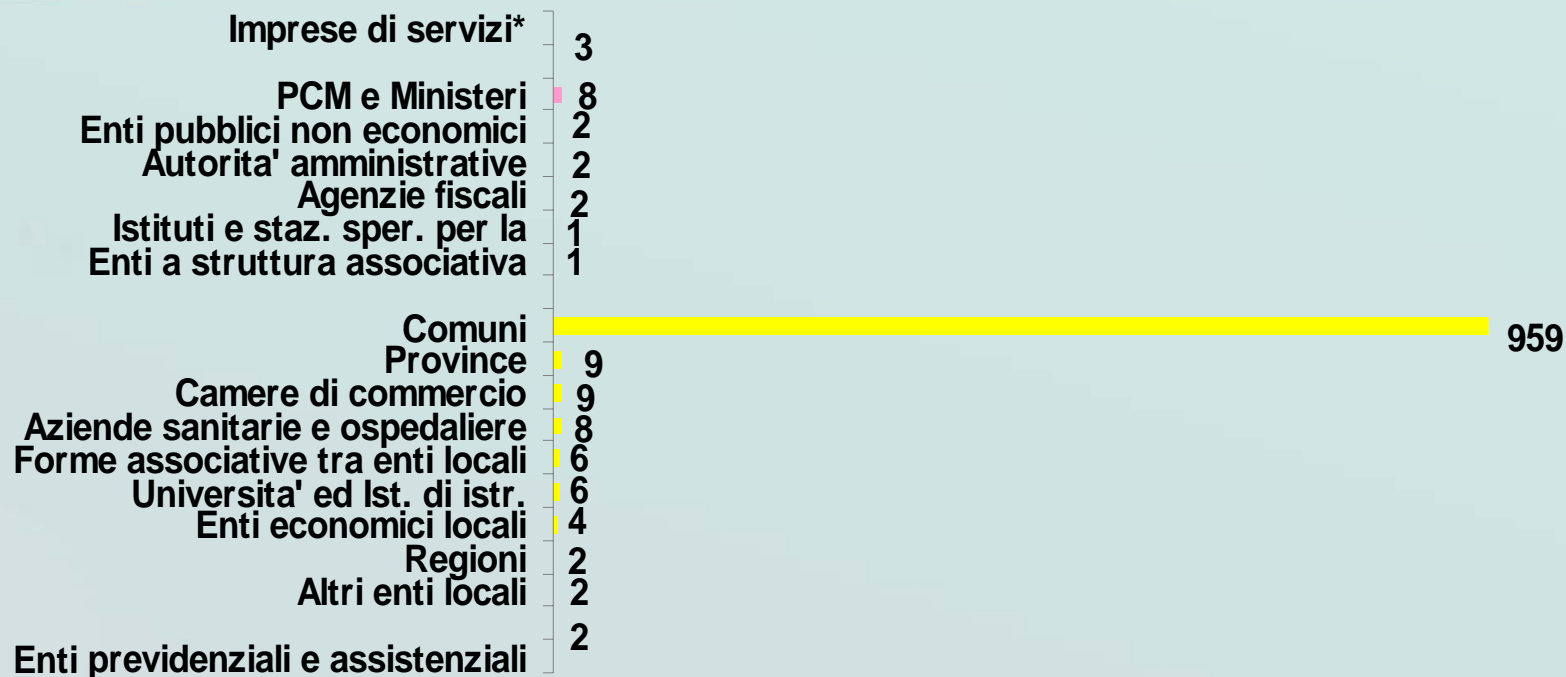 Imprese di servizi* 3
PCM e Ministeri 8
Enti pubblici non economici 2
Autorita' amministrative 2
Agenzie fiscali 2
Istituti e staz. sper. per la 1
Enti a struttura associativa 1
Comuni 959
Province 9
Camere di commercio 9
Aziende sanitarie e ospedaliere 8
Forme associative tra enti locali 6
Universita' ed Ist. di istr. 6
Enti economici locali 4
Regioni 2
Altri enti locali 2
Enti previdenziali e assistenziali 2